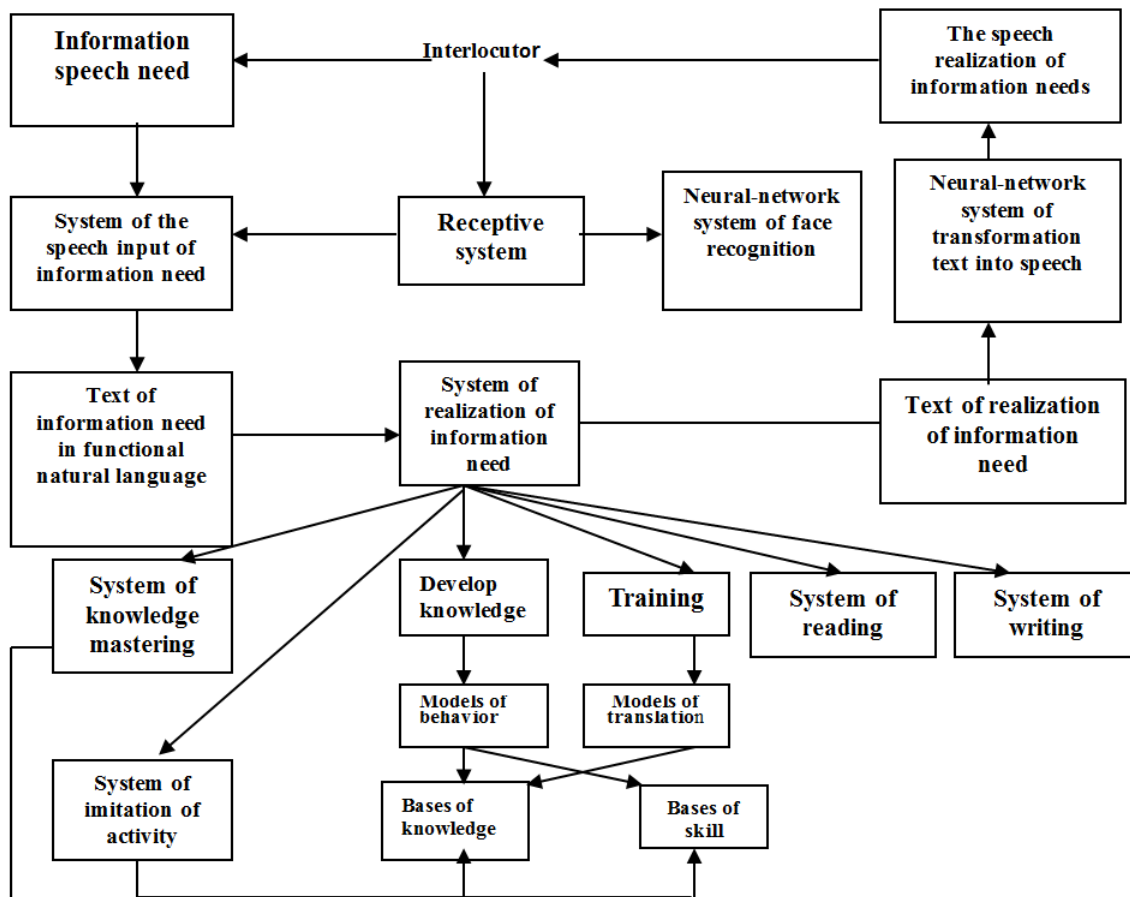 Information
speech need
Interlocutor
The speech
realization of
information needs
System of the
speech input of
information need
Receptive
system
Neural-network
system of face
recognition
Neural-network
system of
transformation
text into speech
Text of
information need
in functional
natural language
System of
realization of
information
need
Text of realization
of information
need
System of
knowledge
mastering
Develop
knowledge
Training
System of
reading
System of
writing
Models of
behavior
Models of
translation
System of
imitation of
activity
Bases of
knowledge
Bases of
skill